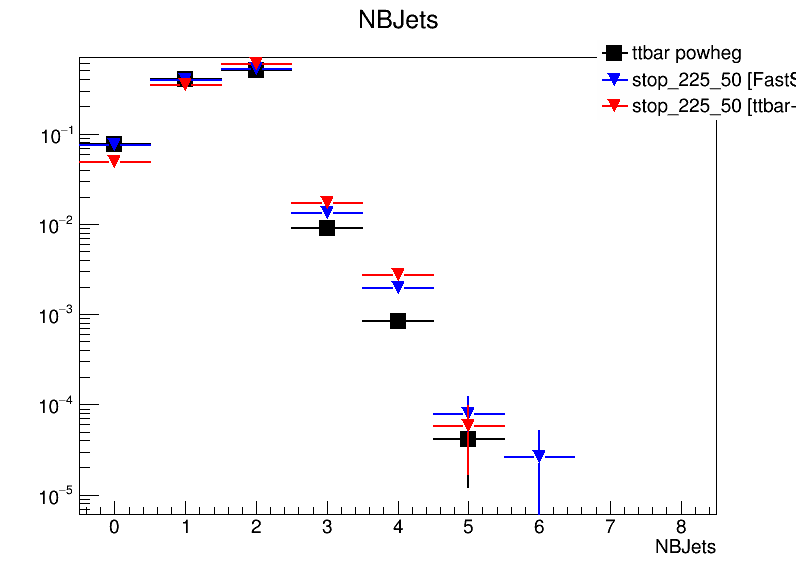 NBJets
ttbar powheg
stop_225_50 [FastS
stop_225_50 [ttbar-
10⁻¹
10⁻²
10⁻³
10⁻⁴
10⁻⁵
0 1 2 3 4 5 6 7 8
NBJets